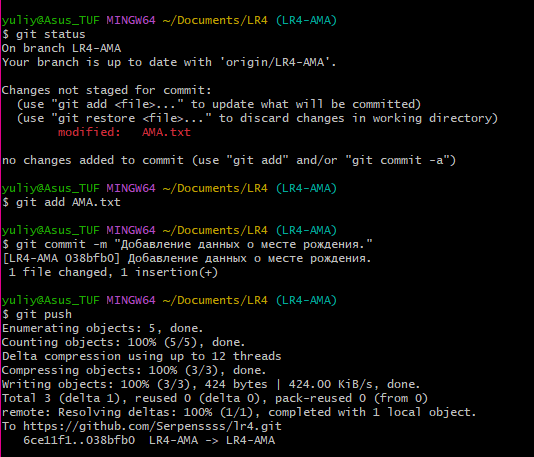 yuliy@Asus_TUF MINGW64 ~/Documents/LR4 (LR4-AMA)
$ git status
On branch LR4-AMA
Your branch is up to date with 'origin/LR4-AMA'.

Changes not staged for commit:
  (use "git add <file>..." to update what will be committed)
  (use "git restore <file>..." to discard changes in working directory)
        modified:   AMA.txt

no changes added to commit (use "git add" and/or "git commit -a")

yuliy@Asus_TUF MINGW64 ~/Documents/LR4 (LR4-AMA)
$ git add AMA.txt

yuliy@Asus_TUF MINGW64 ~/Documents/LR4 (LR4-AMA)
$ git commit -m "Добавление данных о месте рождения."
[LR4-AMA 038bfb0] Добавление данных о месте рождения.
 1 file changed, 1 insertion(+)

yuliy@Asus_TUF MINGW64 ~/Documents/LR4 (LR4-AMA)
$ git push
Enumerating objects: 5, done.
Counting objects: 100% (5/5), done.
Delta compression using up to 12 threads
Compressing objects: 100% (3/3), done.
Writing objects: 100% (3/3), 424 bytes | 424.00 KiB/s, done.
Total 3 (delta 1), reused 0 (delta 0), pack-reused 0 (from 0)
remote: Resolving deltas: 100% (1/1), completed with 1 local object.
To https://github.com/Serpenssss/lr4.git
   6ce11f1..038bfb0  LR4-AMA -> LR4-AMA